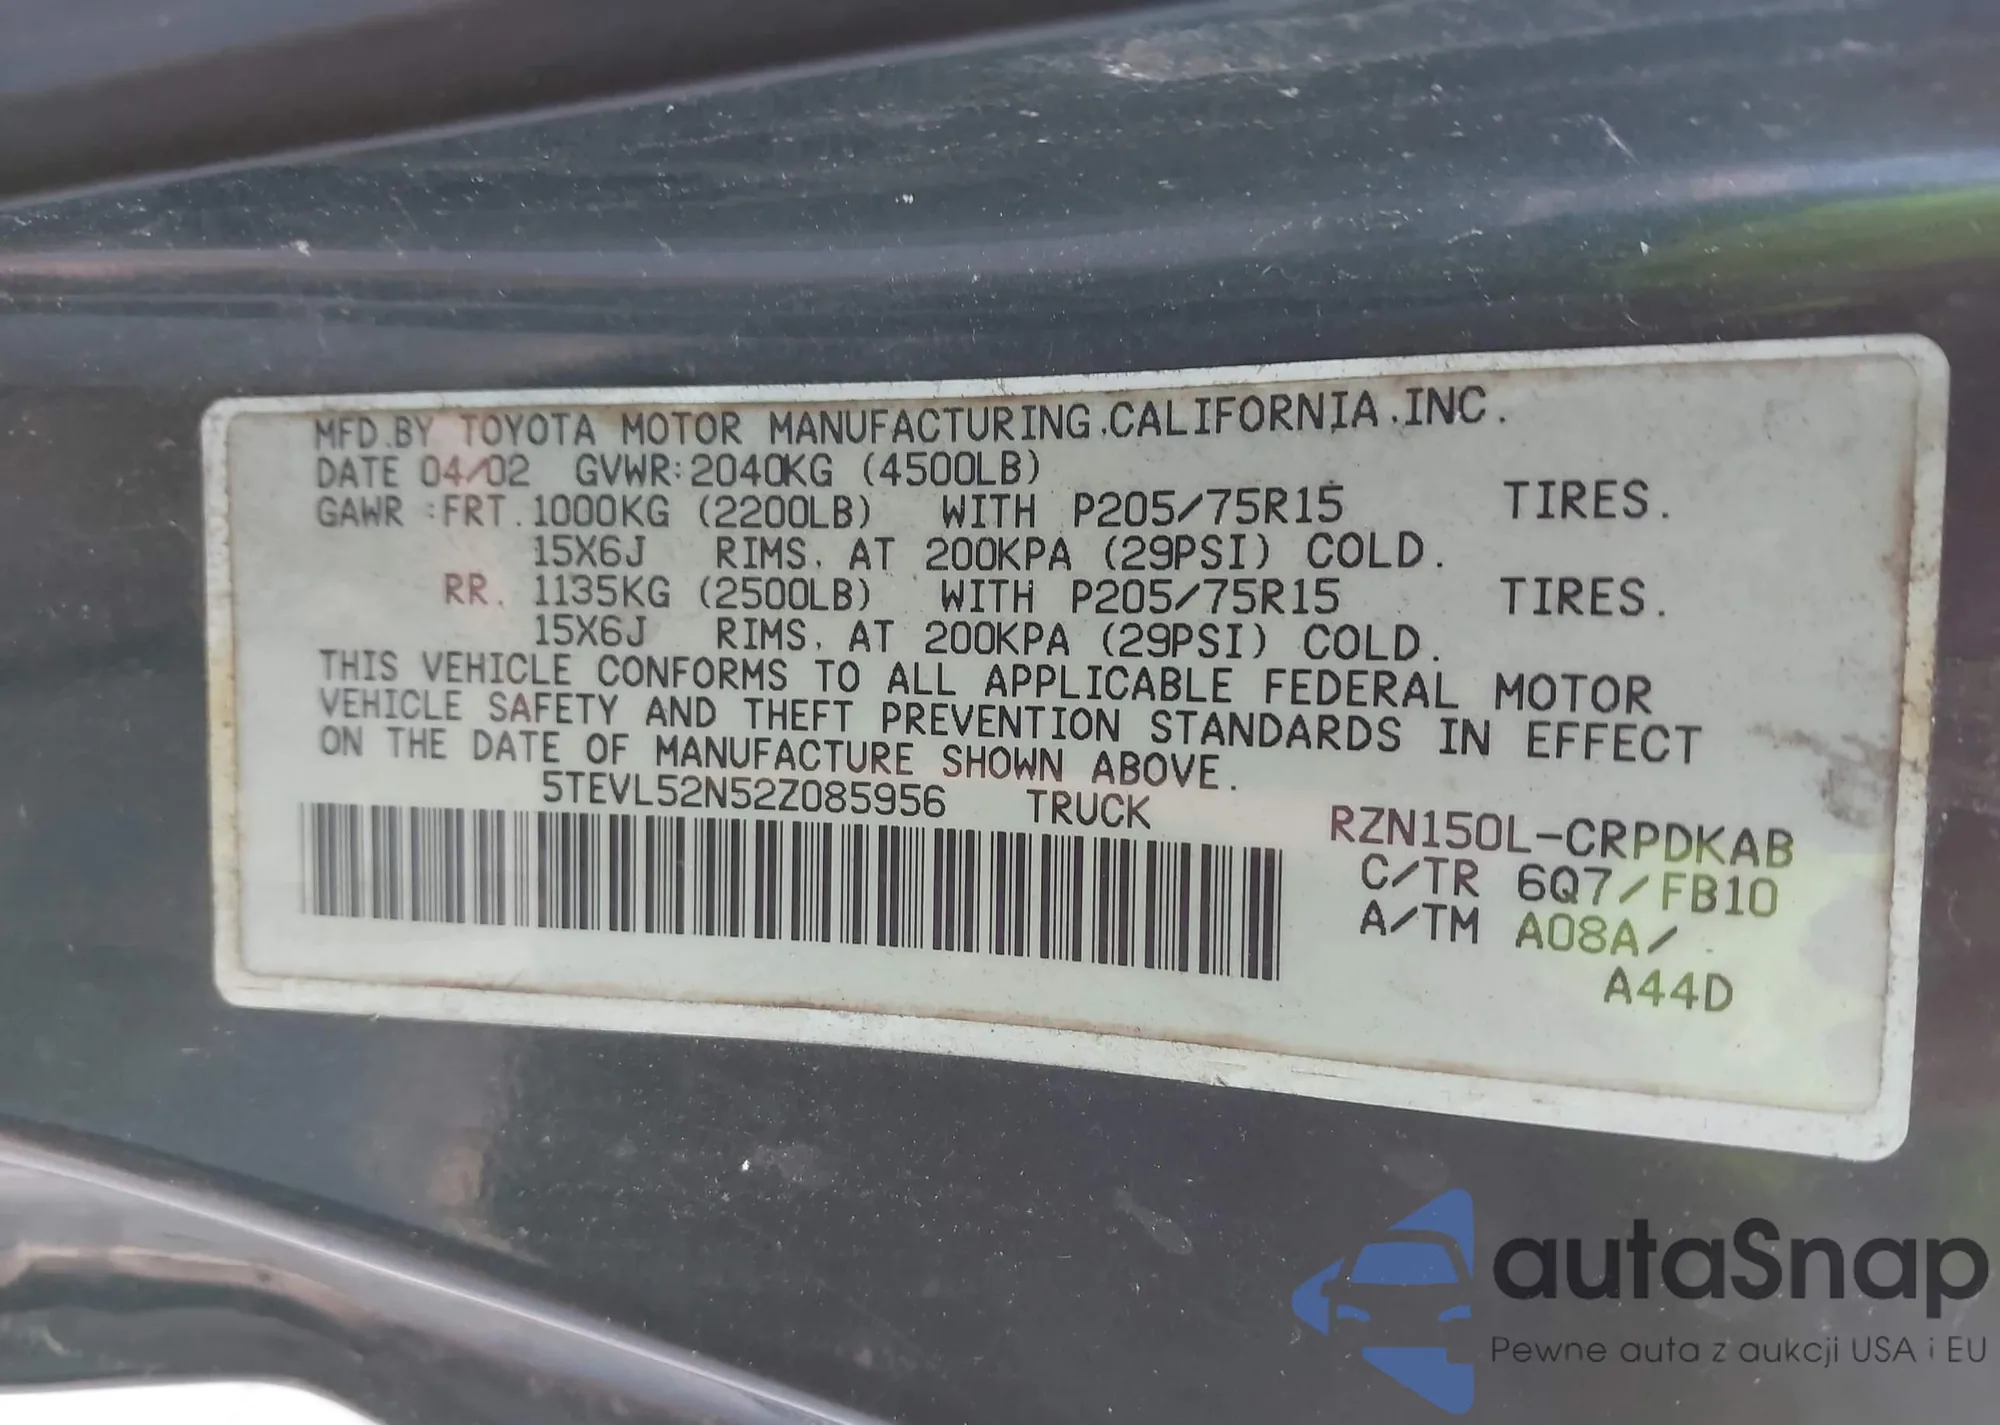 MFD.BY TOYOTA MOTOR MANUFACTURING.CALIFORNIA.INC.
DATE 04/02 GVWR:2040KG (4500LB)
GAWR :FRT. 1000KG (2200LB) WITH P205/75R15 TIRES.
15X6J RIMS. AT 200KPA (29PSI) COLD.
RR. 1135KG (2500LB) WITH P205/75R15 TIRES.
15X6J RIMS. AT 200KPA (29PSI) COLD.
THIS VEHICLE CONFORMS TO ALL APPLICABLE FEDERAL MOTOR
VEHICLE SAFETY AND THEFT PREVENTION STANDARDS IN EFFECT
ON THE DATE OF MANUFACTURE SHOWN ABOVE.
5TEVL52N52Z085956 TRUCK
RZN150L-CRPDKAB
C/TR 6Q7/FB10
A/TM A08A/
A44D
autaSnap
Pewne auta z aukcji USA i EU